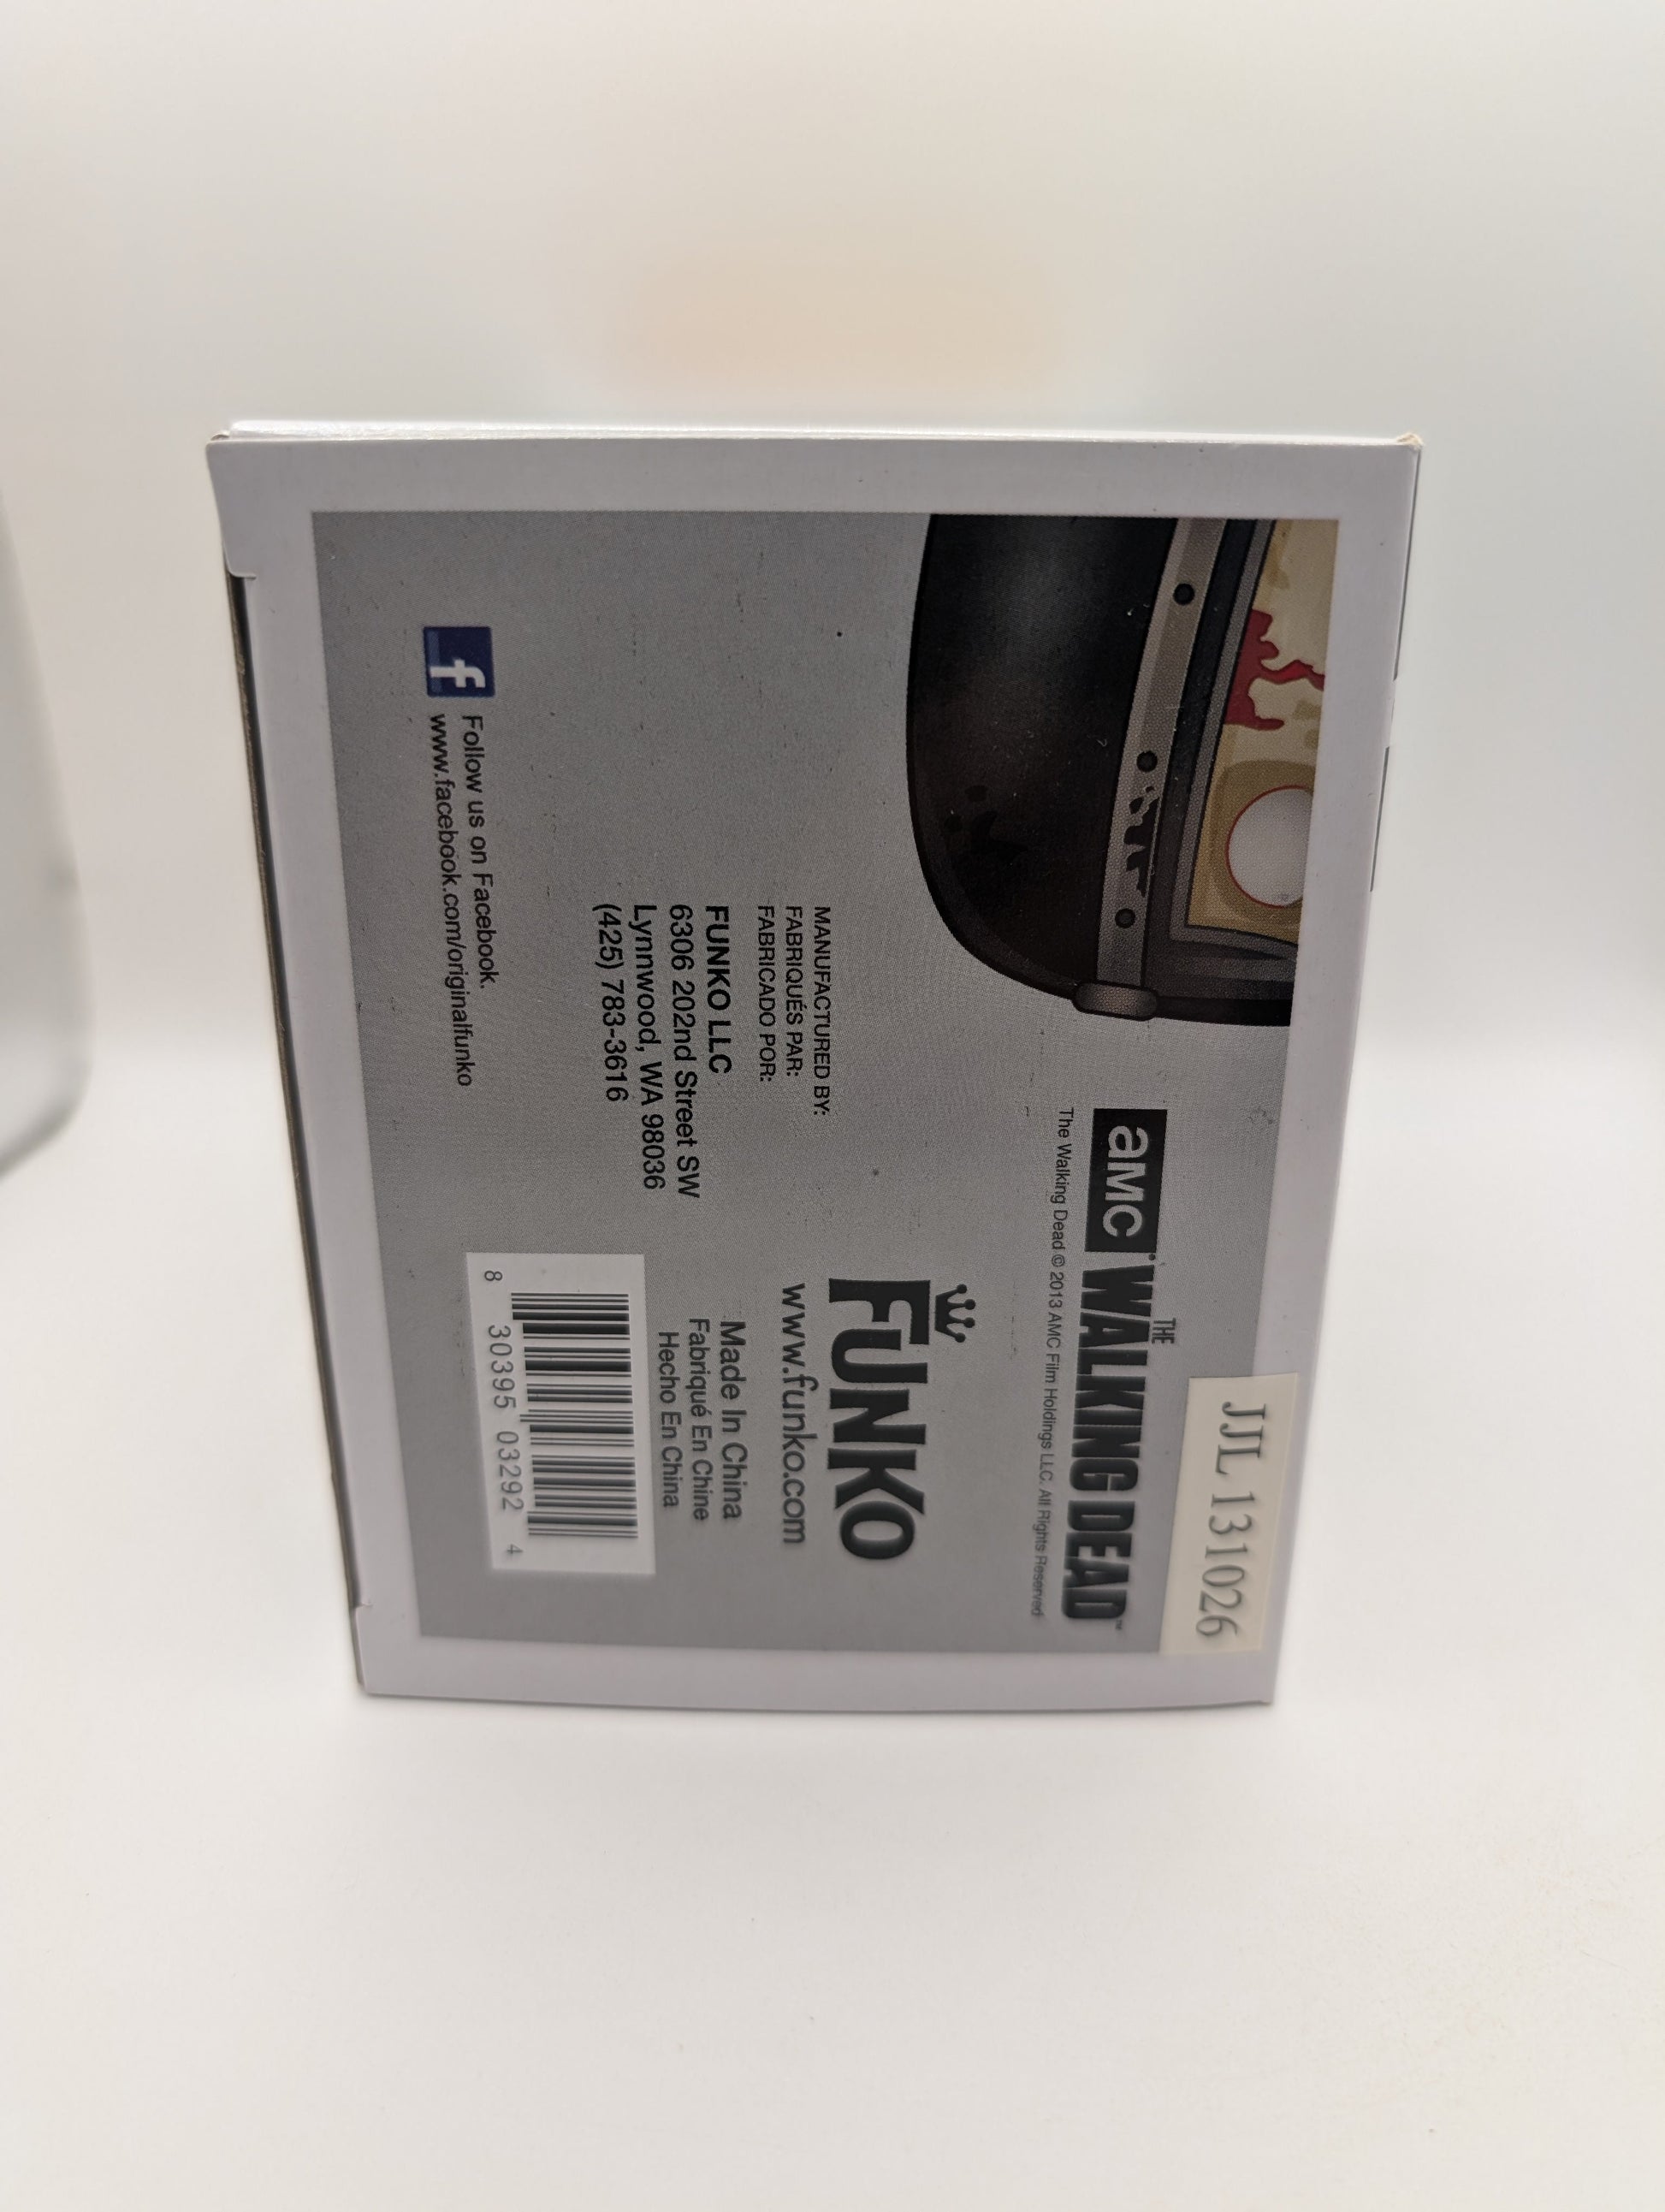 JJL 131026
aMC
THE
WALKING DEAD™
The Walking Dead © 2013 AMC Film Holdings LLC. All Rights Reserved
FUNKO
www.funko.com
Made In China
Fabriqué En Chine
Hecho En China
8 30395 03292 4
MANUFACTURED BY:
FABRIQUÉS PAR:
FABRICADO POR:
FUNKO LLC
6306 202nd Street SW
Lynnwood, WA 98036
(425) 783-3616
f
Follow us on Facebook.
www.facebook.com/originalfunko